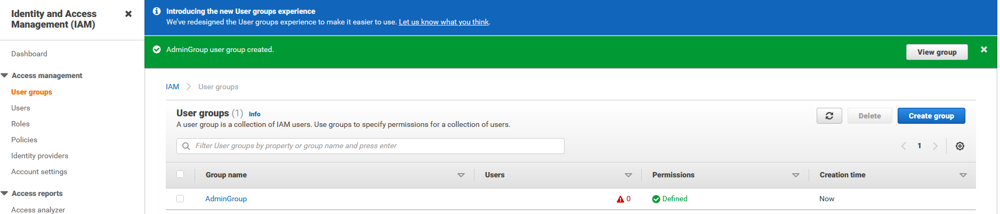 Identity and Access
Management (IAM)
Dashboard
Access management
User groups
Users
Roles
Policies
Identity providers
Account settings
Access reports
Access analyzer
Introducing the new User groups experience
We've redesigned the User groups experience to make it easier to use. Let us know what you think.
AdminGroup user group created.
View group
IAM
User groups
User groups (1) Info
A user group is a collection of IAM users. Use groups to specify permissions for a collection of users.
Delete
Create group
Filter User groups by property or group name and press enter
1
Group name Users Permissions Creation time
AdminGroup 0 Defined Now